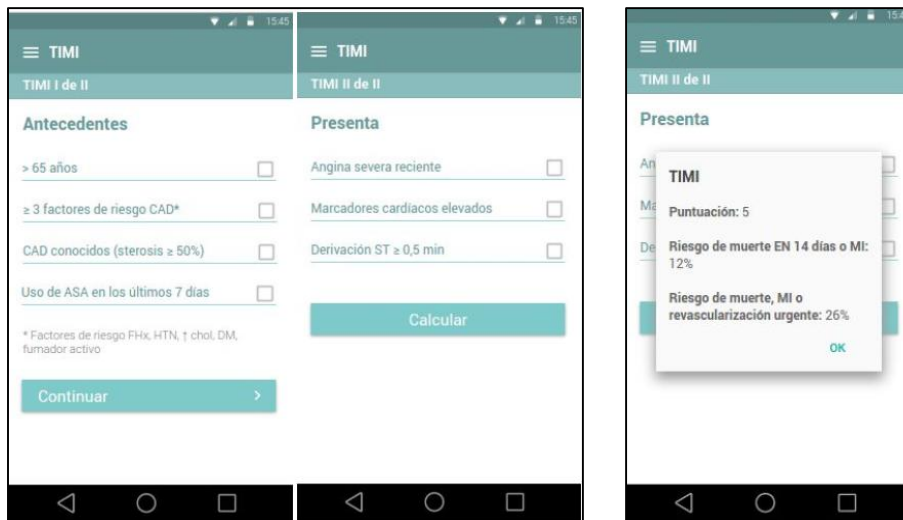 15:45
TIMI
TIMI I de II
Antecedentes
> 65 años
≥ 3 factores de riesgo CAD*
CAD conocidos (sterosis ≥ 50%)
Uso de ASA en los últimos 7 días
* Factores de riesgo FHx, HTN, ↑ chol, DM,
fumador activo
Continuar
15:45
TIMI
TIMI II de II
Presenta
Angina severa reciente
Marcadores cardíacos elevados
Derivación ST ≥ 0,5 min
Calcular
TIMI
TIMI II de II
Presenta
TIMI
Puntuación: 5
Riesgo de muerte EN 14 días o MI:
12%
Riesgo de muerte, MI o
revascularización urgente: 26%
OK